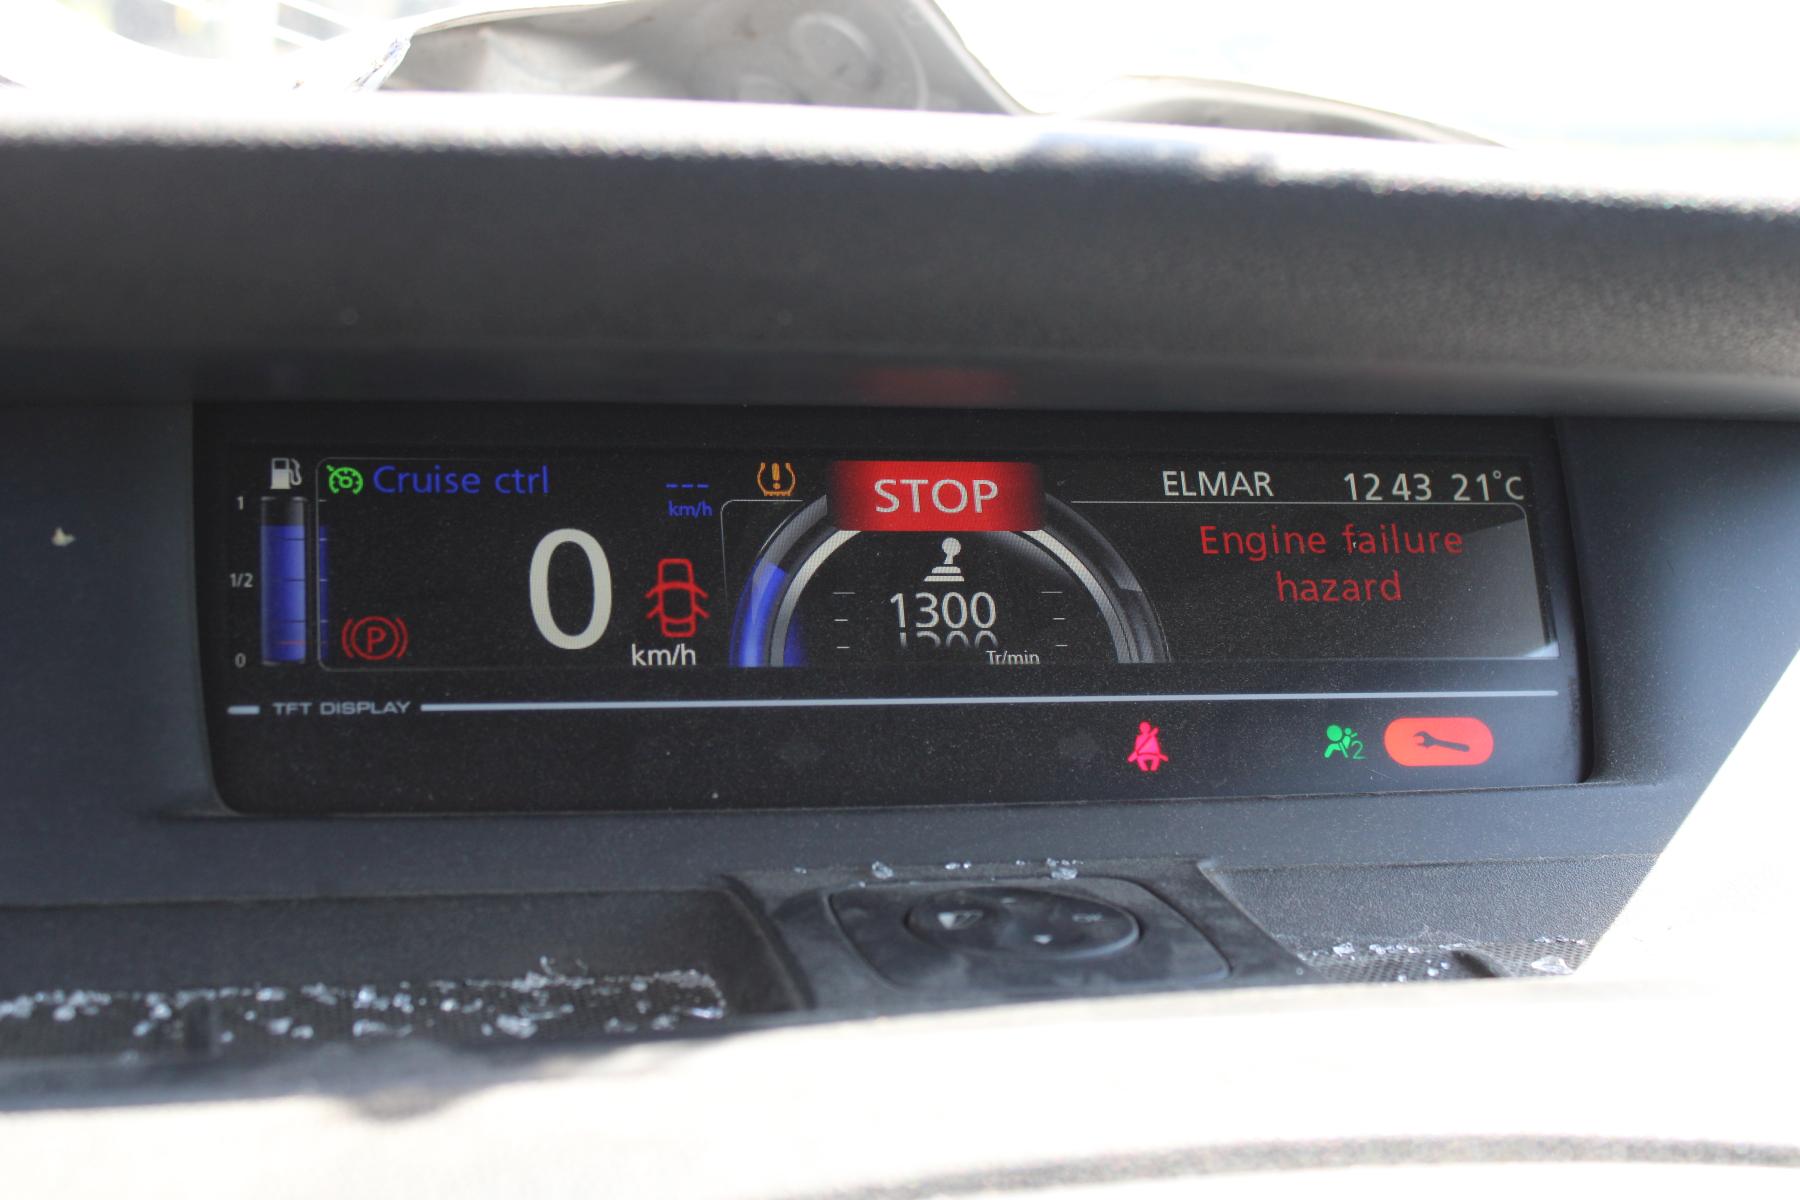 1
1/2
0
Cruise ctrl
---
km/h
0
km/h
P
STOP
1300
Tr/min
ELMAR 12 43 21°C
Engine failure
hazard
TFT DISPLAY
2